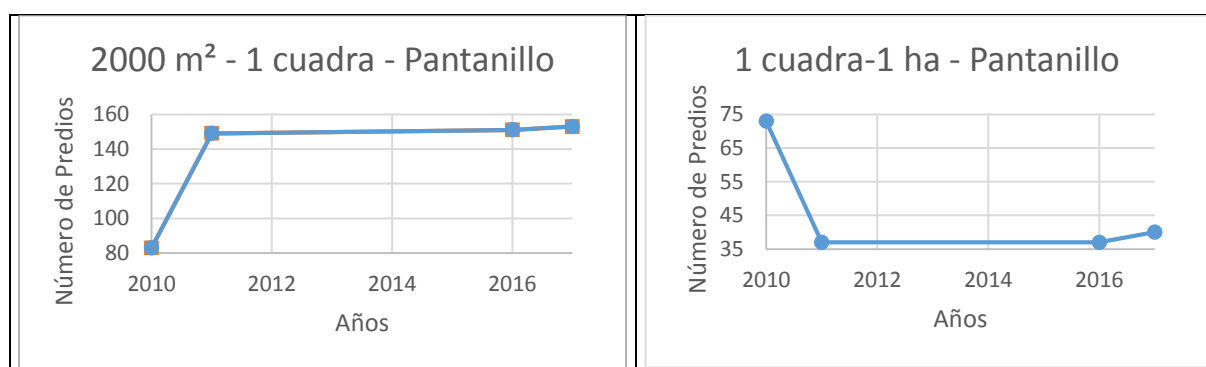 2000 m² - 1 cuadra - Pantanillo
Número de Predios
160
140
120
100
80
2010 2012 2014 2016
Años
1 cuadra-1 ha - Pantanillo
Número de Predios
75
65
55
45
35
2010 2012 2014 2016
Años